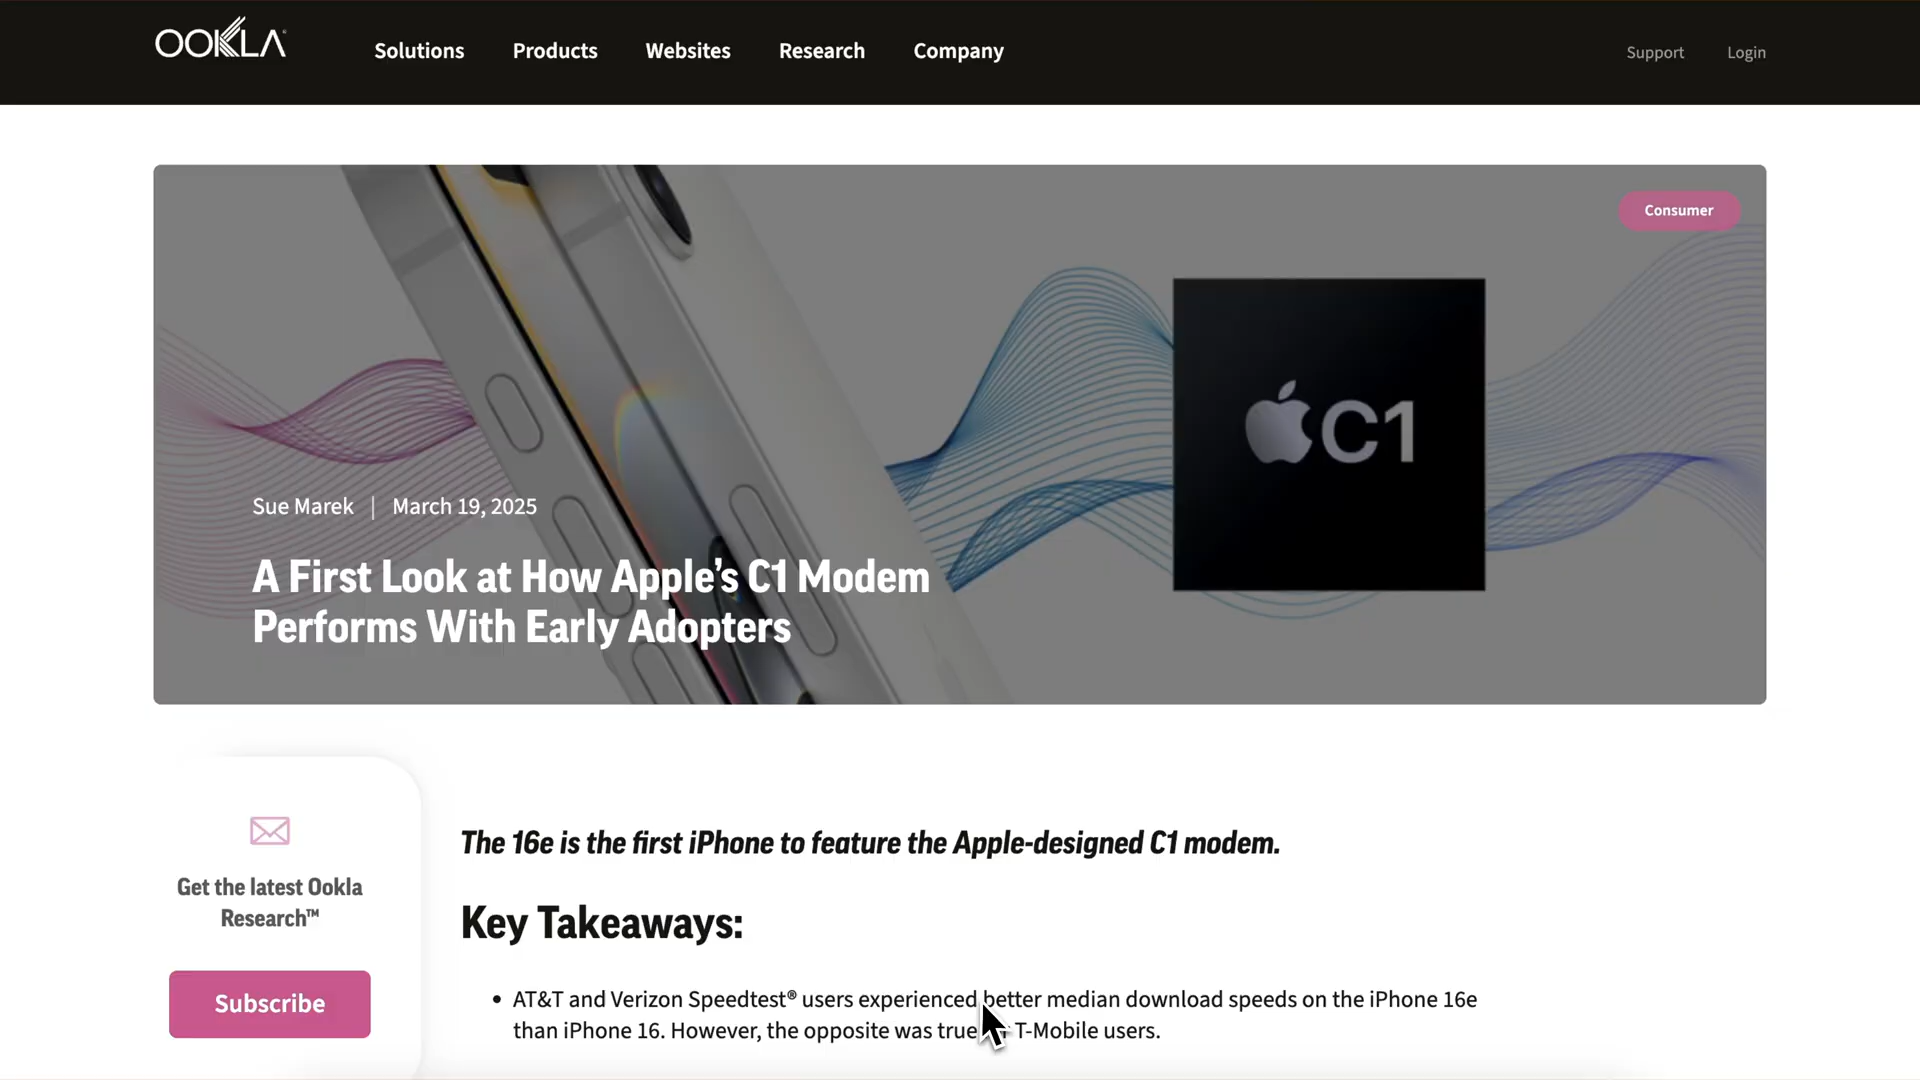 OOKLA
Solutions
Products
Websites
Research
Company
Support
Login
Consumer
C1
Sue Marek | March 19, 2025
A First Look at How Apple’s C1 Modem
Performs With Early Adopters
Get the latest Ookla
Research™
Subscribe
The 16e is the first iPhone to feature the Apple-designed C1 modem.
Key Takeaways:
• AT&T and Verizon Speedtest® users experienced better median download speeds on the iPhone 16e
than iPhone 16. However, the opposite was true T-Mobile users.